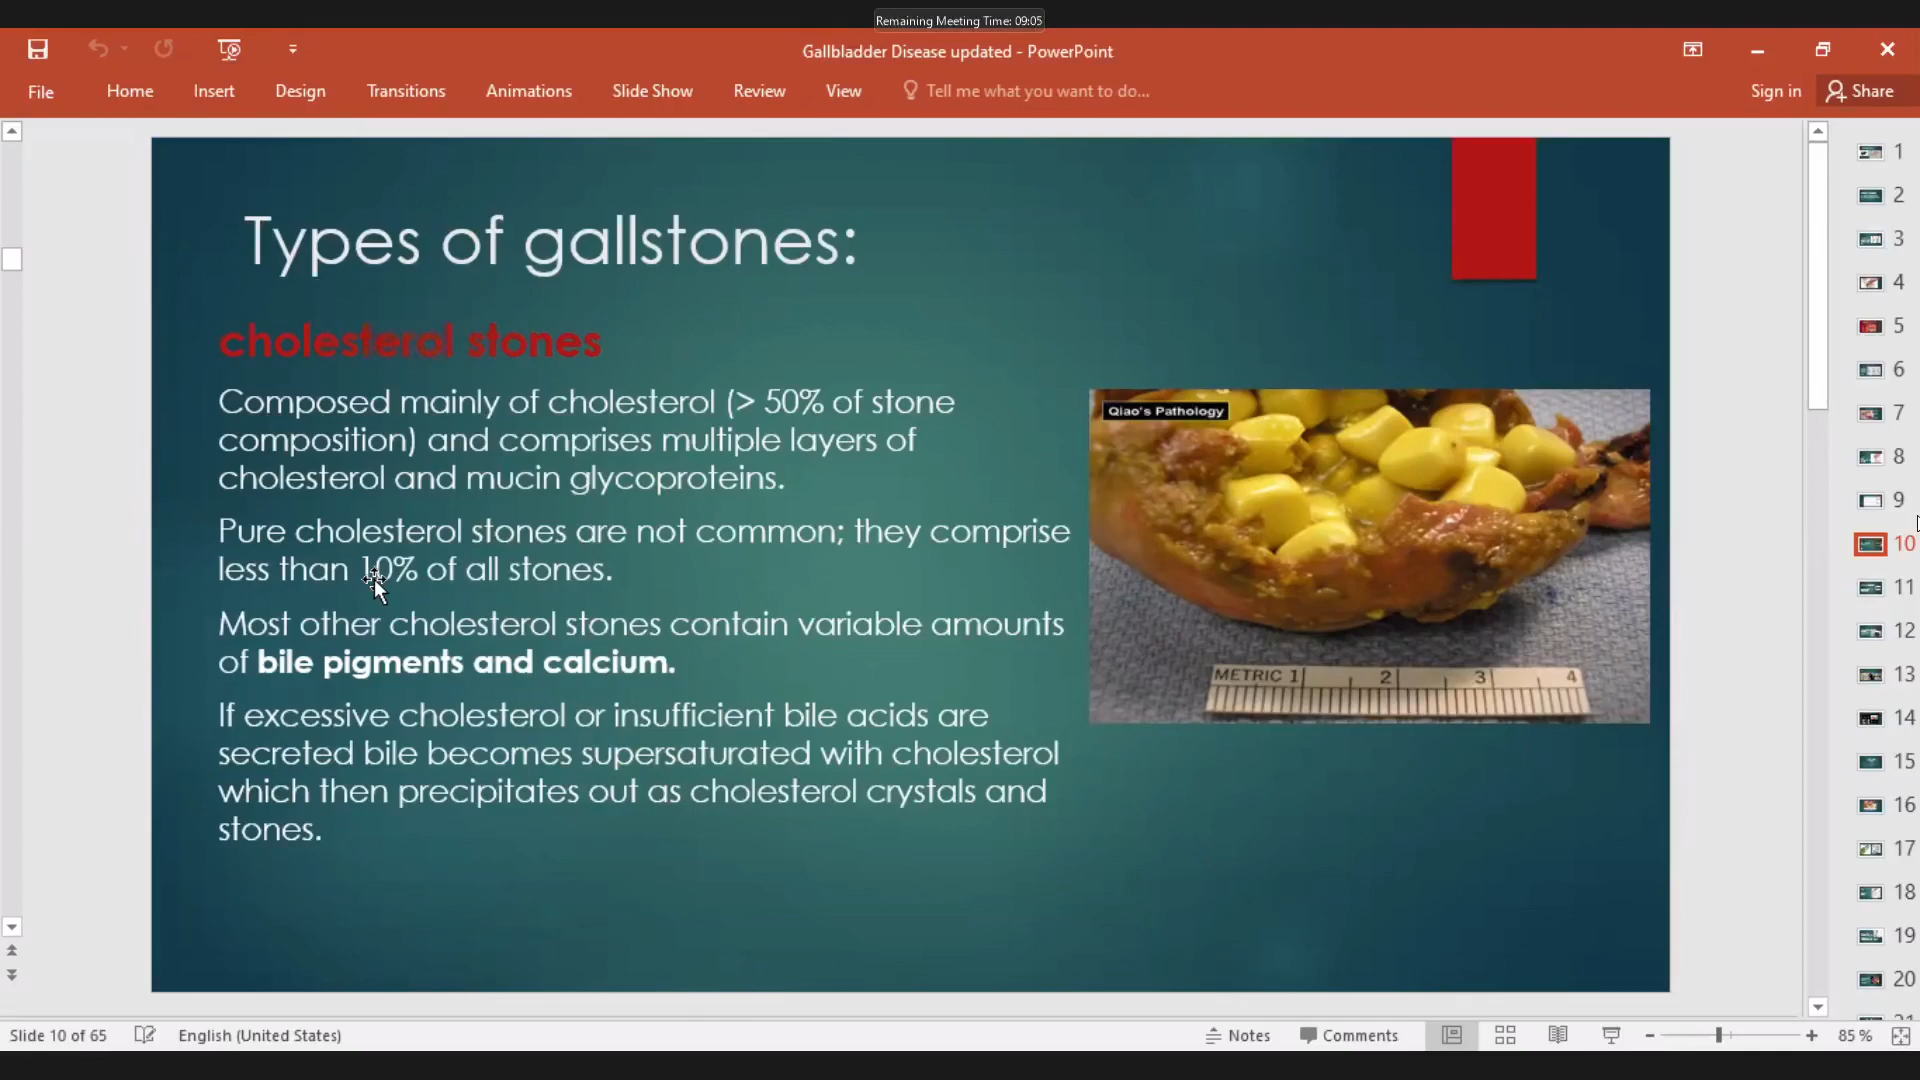 Remaining Meeting Time: 09:05
Gallbladder Disease updated - PowerPoint
File Home Insert Design Transitions Animations Slide Show Review View Tell me what you want to do... Sign in Share
Types of gallstones:
cholesterol stones
Composed mainly of cholesterol (> 50% of stone
composition) and comprises multiple layers of
cholesterol and mucin glycoproteins.
Pure cholesterol stones are not common; they comprise
less than 10% of all stones.
Most other cholesterol stones contain variable amounts
of bile pigments and calcium.
If excessive cholesterol or insufficient bile acids are
secreted bile becomes supersaturated with cholesterol
which then precipitates out as cholesterol crystals and
stones.
Qiao's Pathology
METRIC 1 2 3 4
1
2
3
4
5
6
7
8
9
10
11
12
13
14
15
16
17
18
19
20
Slide 10 of 65 English (United States) Notes Comments 85 %